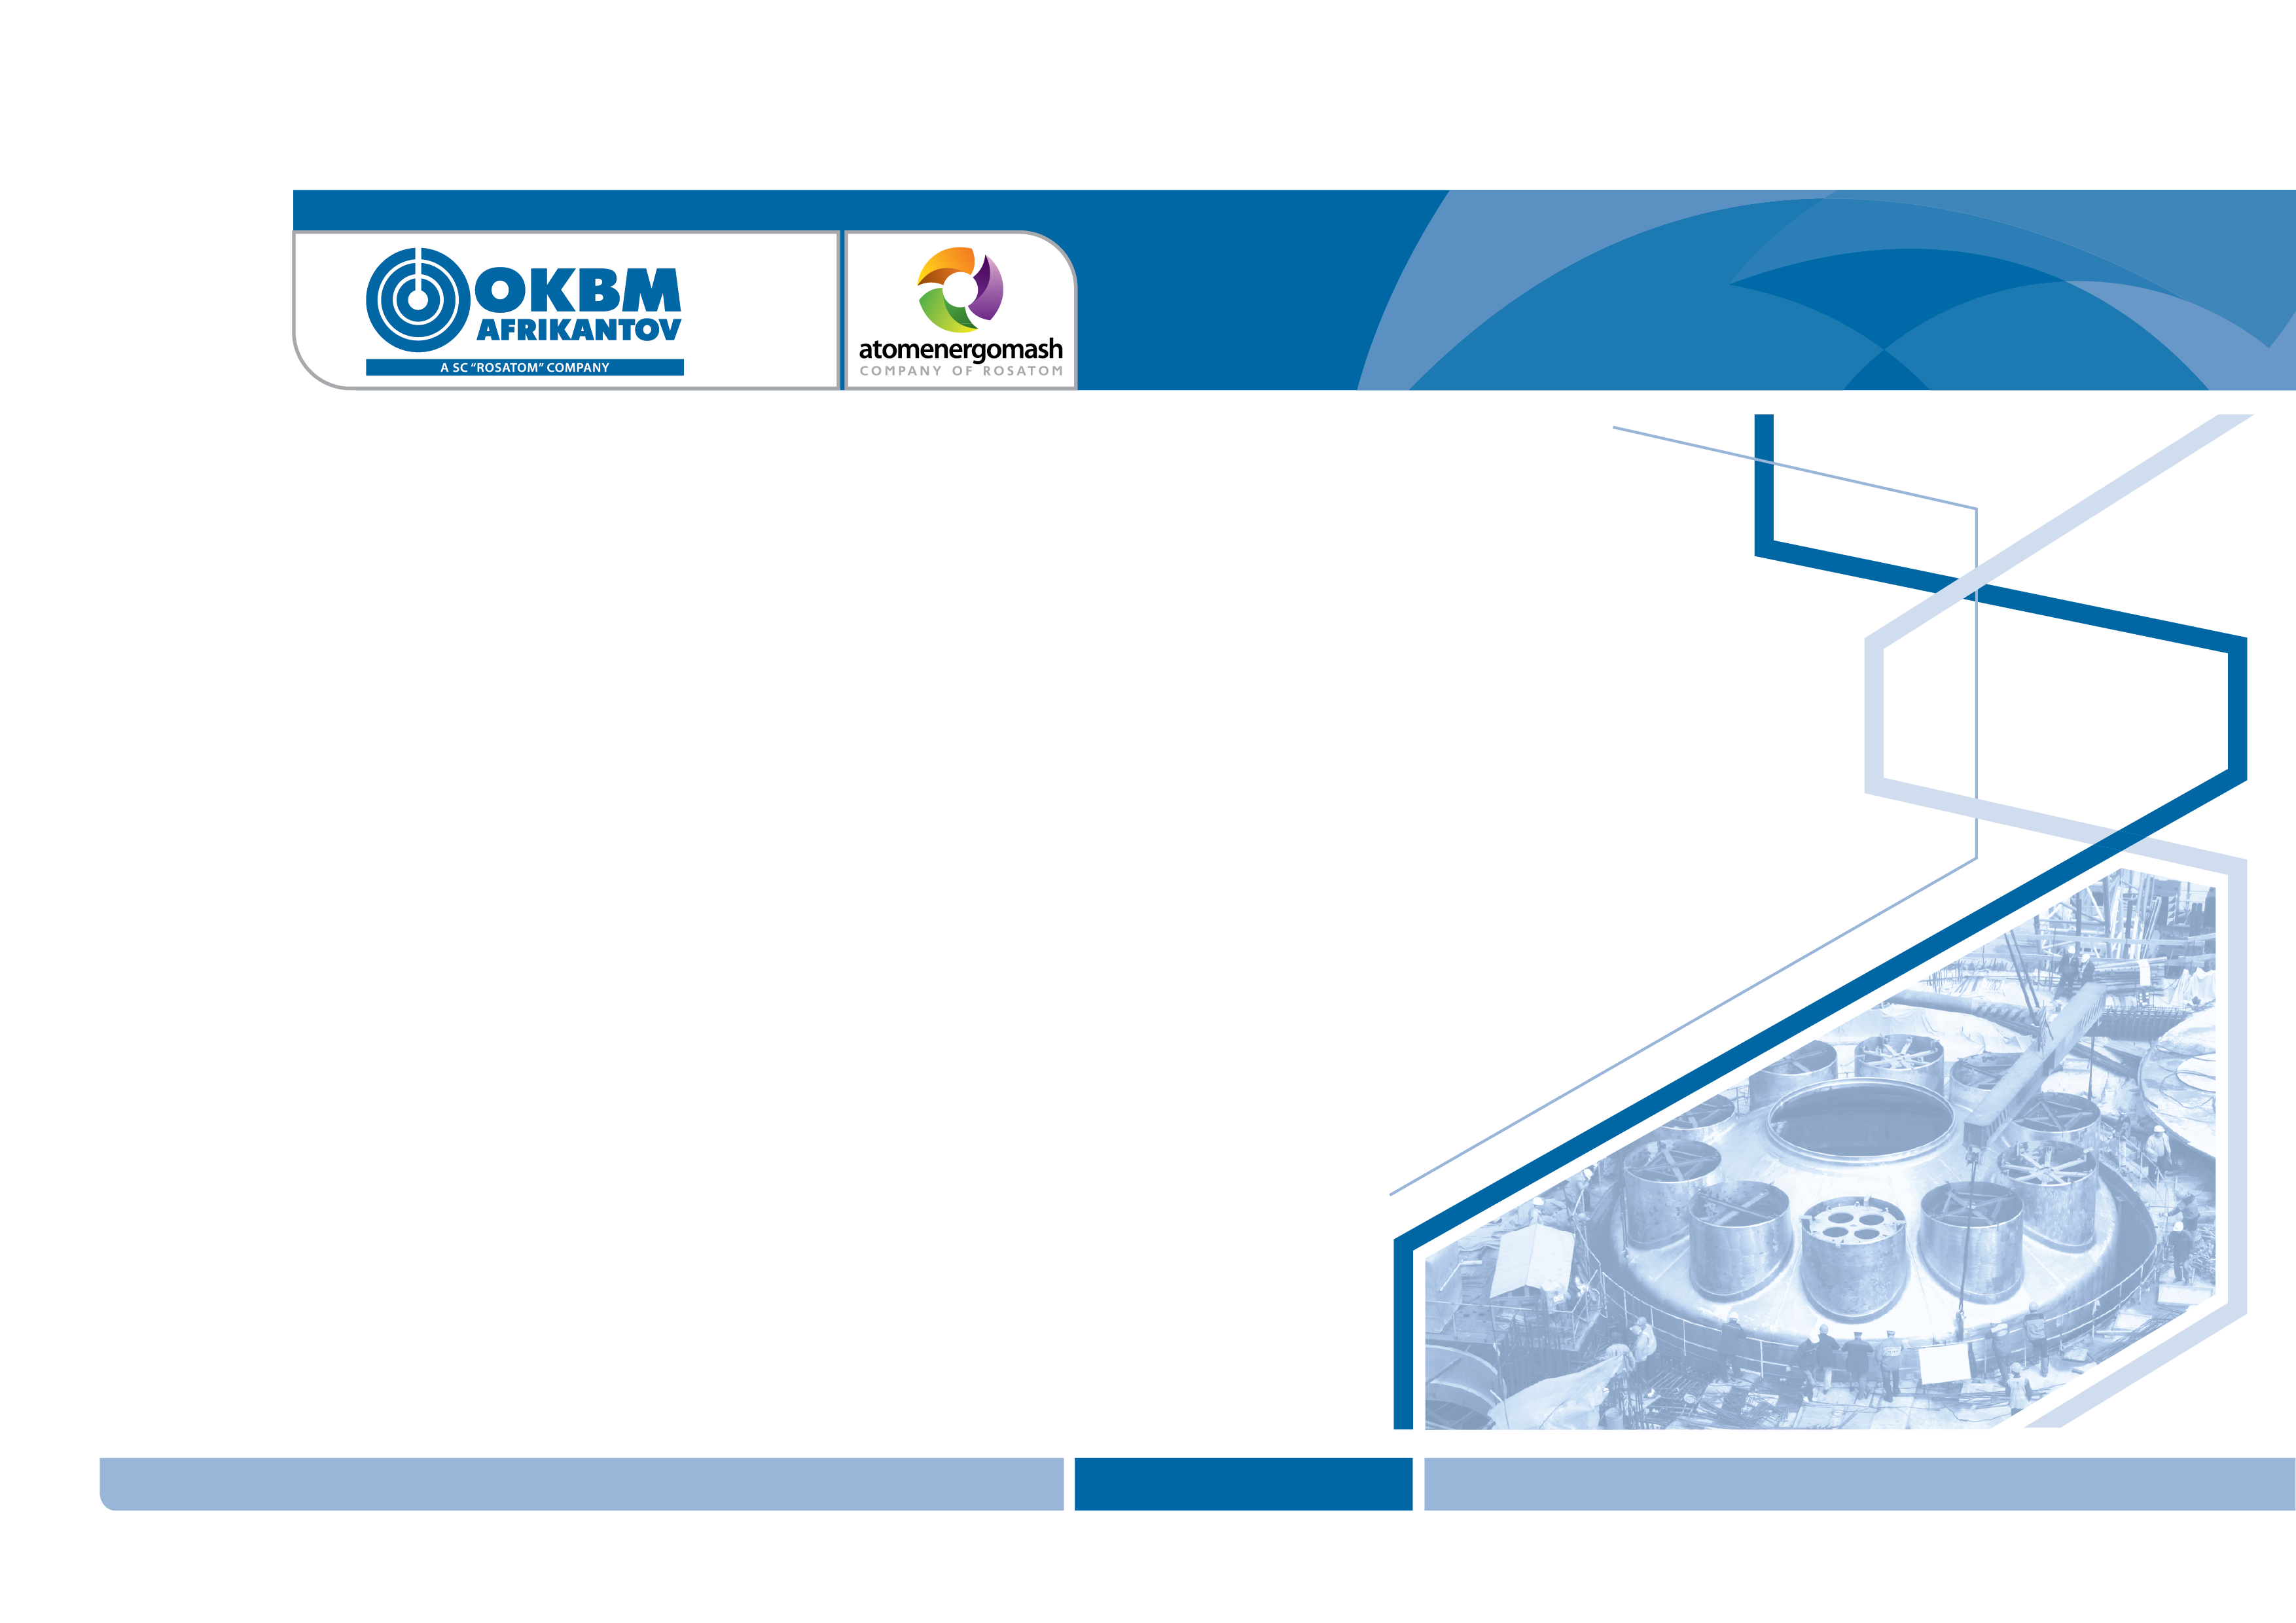 OKBM
AFRIKANTOV
A SC “ROSATOM” COMPANY
atomenergomash
COMPANY OF ROSATOM